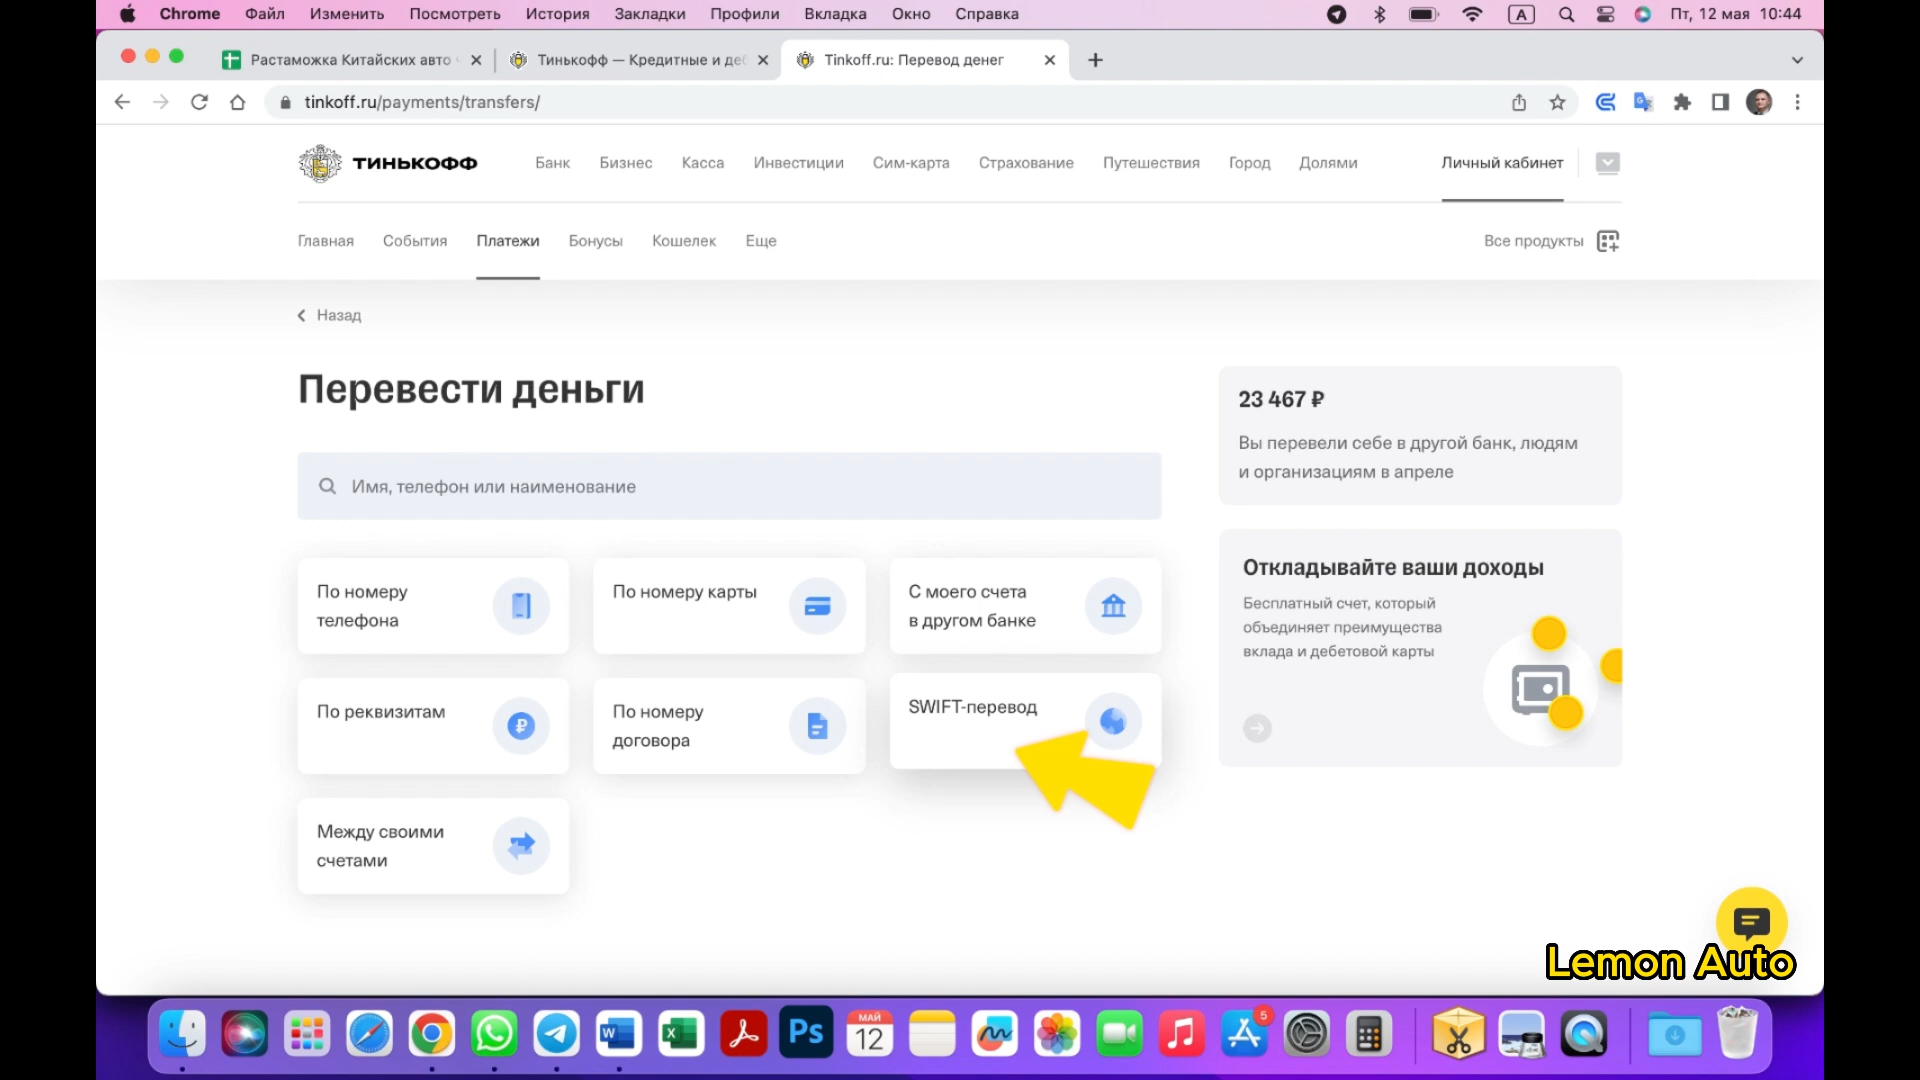 Chrome Файл Изменить Посмотреть История Закладки Профили Вкладка Окно Справка A Пт, 12 мая 10:44
Растаможка Китайских авто Тинькофф — Кредитные и деб Tinkoff.ru: Перевод денег
tinkoff.ru/payments/transfers/
ТИНЬКОФФ Банк Бизнес Касса Инвестиции Сим-карта Страхование Путешествия Город Долями Личный кабинет
Главная События Платежи Бонусы Кошелек Еще Все продукты
Назад
Перевести деньги
Имя, телефон или наименование
По номеру
телефона
По номеру карты
С моего счета
в другом банке
По реквизитам
По номеру
договора
SWIFT-перевод
Между своими
счетами
23 467 ₽
Вы перевели себе в другой банк, людям
и организациям в апреле
Откладывайте ваши доходы
Бесплатный счет, который
объединяет преимущества
вклада и дебетовой карты
Lemon Auto
W
X
Ps
МАЙ
12
5